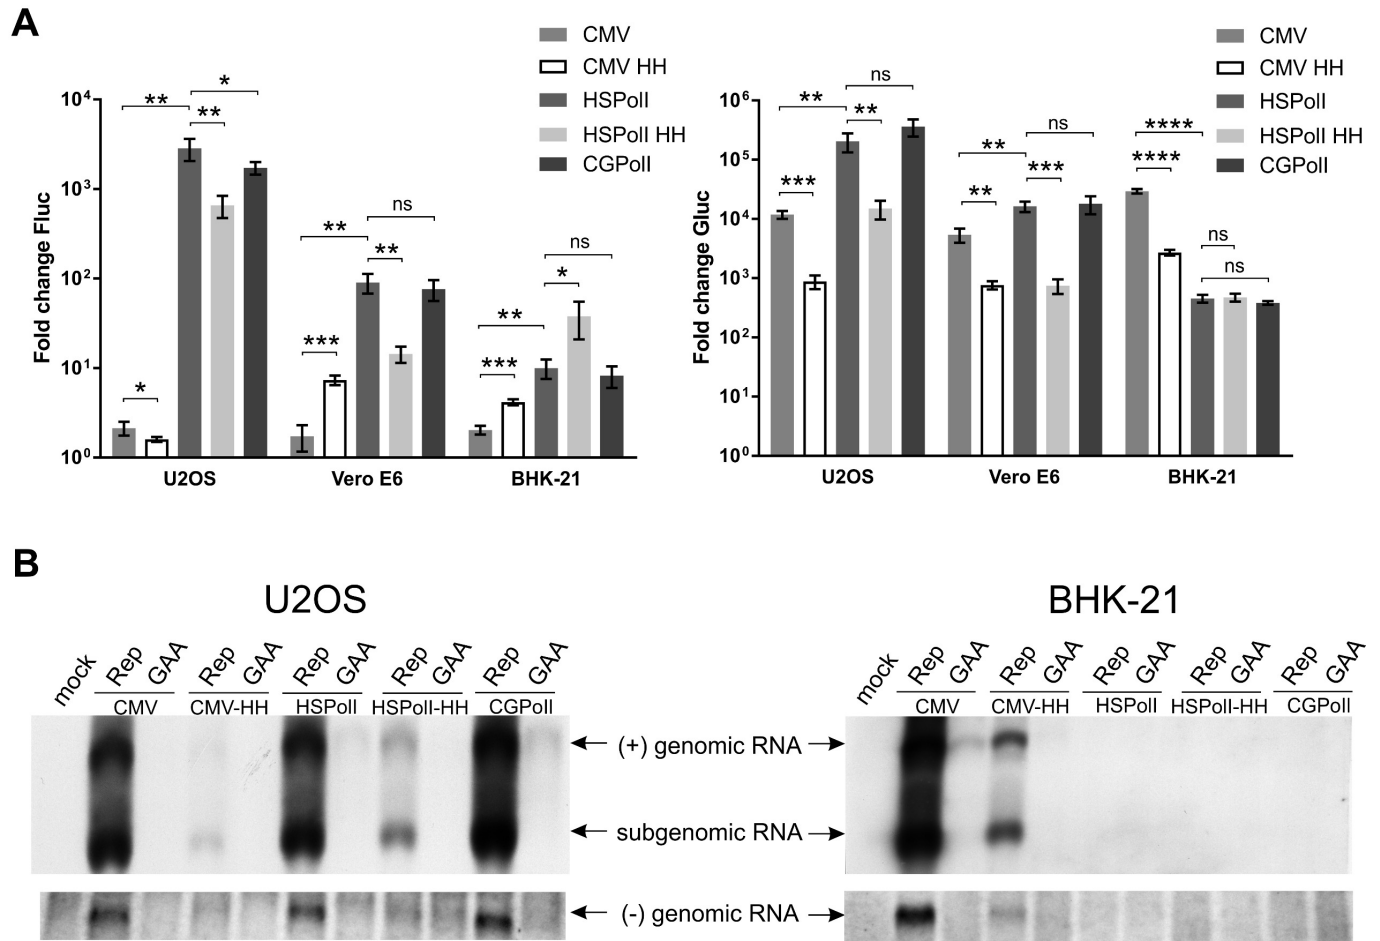 A
CMV
CMV HH
HSPolI
HSPolI HH
CGPolI
CMV
CMV HH
HSPolI
HSPolI HH
CGPolI
Fold change Fluc
10⁴
10³
10²
10¹
10⁰
** ** *
* *** ** ** ns
*** ** * ns
U2OS Vero E6 BHK-21
Fold change Gluc
10⁶
10⁵
10⁴
10³
10²
10¹
10⁰
*** ** ** ns
** ** *** ns
**** **** ns ns
U2OS Vero E6 BHK-21
B
U2OS
BHK-21
mock Rep GAA Rep GAA Rep GAA Rep GAA Rep GAA
CMV CMV-HH HSPolI HSPolI-HH CGPolI
mock Rep GAA Rep GAA Rep GAA Rep GAA Rep GAA
CMV CMV-HH HSPolI HSPolI-HH CGPolI
(+) genomic RNA
subgenomic RNA
(-) genomic RNA